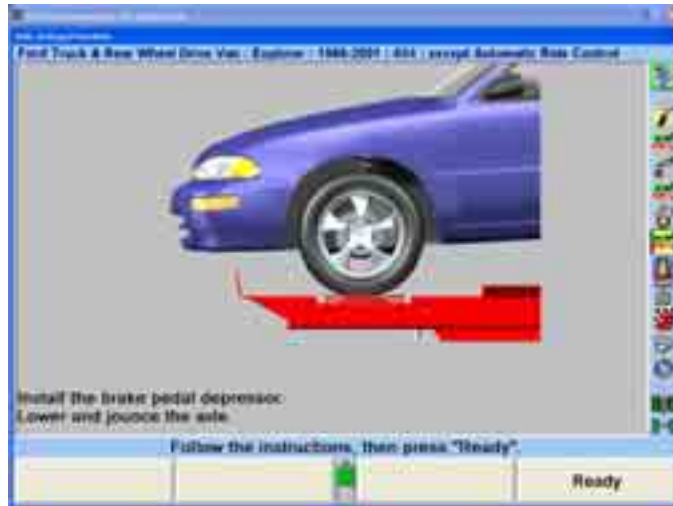 Ford Truck & Rear Wheel Drive Van : Explorer : 1998-2001 : 4X4 : except Automatic Ride Control
Install the brake pedal depressor.
Lower and jounce the axle.
Follow the instructions, then press "Ready".
Ready